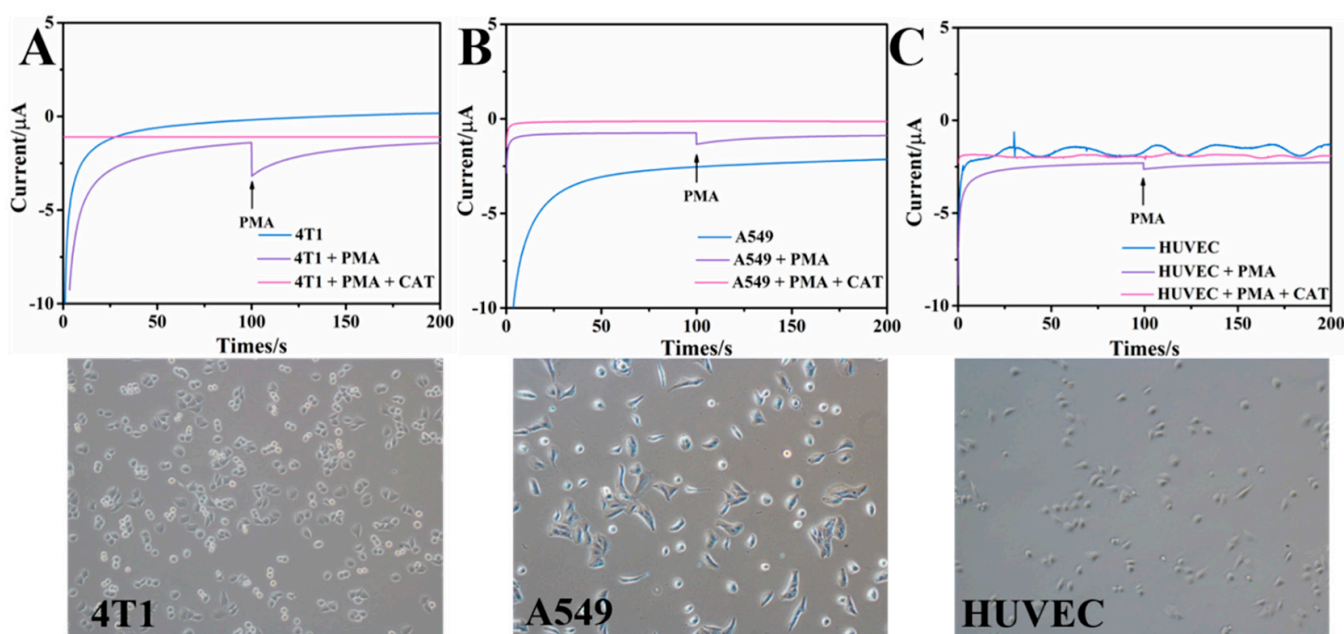 A
Current/μA
5
0
-5
-10
0
50
100
150
200
Times/s
PMA
4T1
4T1 + PMA
4T1 + PMA + CAT
B
Current/μA
5
0
-5
-10
0
50
100
150
200
Times/s
PMA
A549
A549 + PMA
A549 + PMA + CAT
C
Current/μA
5
0
-5
-10
0
50
100
150
200
Times/s
PMA
HUVEC
HUVEC + PMA
HUVEC + PMA + CAT
4T1
A549
HUVEC